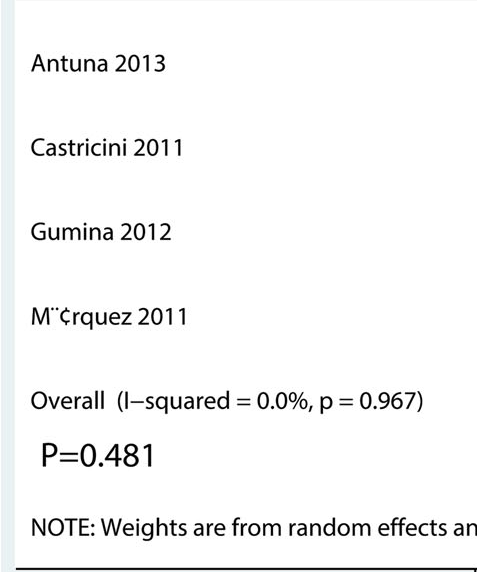 Antuna 2013
Castricini 2011
Gumina 2012
M¨¢rquez 2011
Overall (I−squared = 0.0%, p = 0.967)
P=0.481
NOTE: Weights are from random effects an